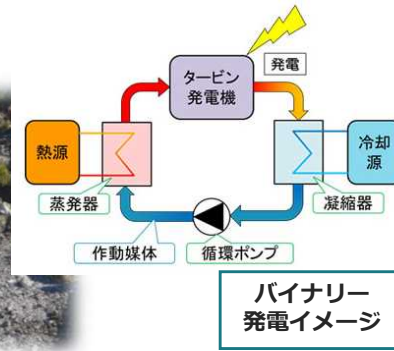 タービン
発電機
発電
熱源
冷却
源
蒸発器
凝縮器
作動媒体
循環ポンプ
バイナリー
発電イメージ